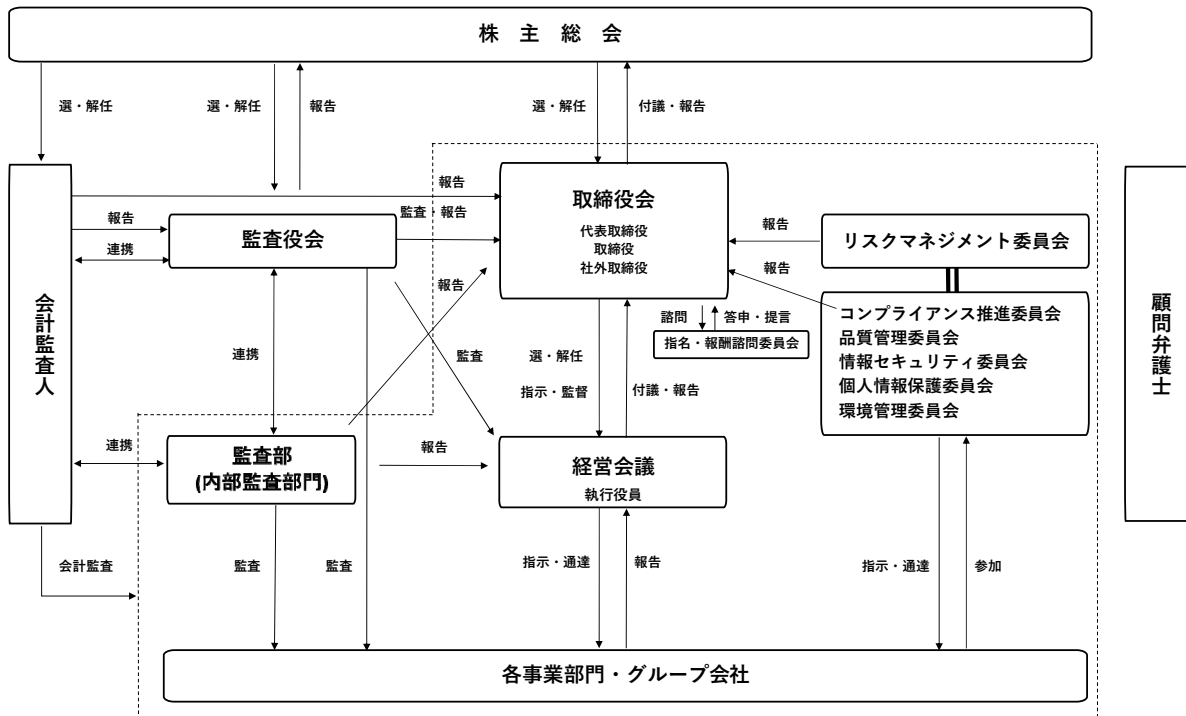 株 主 総 会
選・解任
選・解任
報告
選・解任
付議・報告
会計監査人
報告
監査・報告
報告
連携
監査役会
取締役会
代表取締役
取締役
社外取締役
報告
リスクマネジメント委員会
報告
コンプライアンス推進委員会
品質管理委員会
情報セキュリティ委員会
個人情報保護委員会
環境管理委員会
顧問弁護士
報告
諮問
答申・提言
指名・報酬諮問委員会
連携
監査
選・解任
指示・監督
付議・報告
連携
監査部
(内部監査部門)
報告
経営会議
執行役員
会計監査
監査
監査
指示・通達
報告
指示・通達
参加
各事業部門・グループ会社